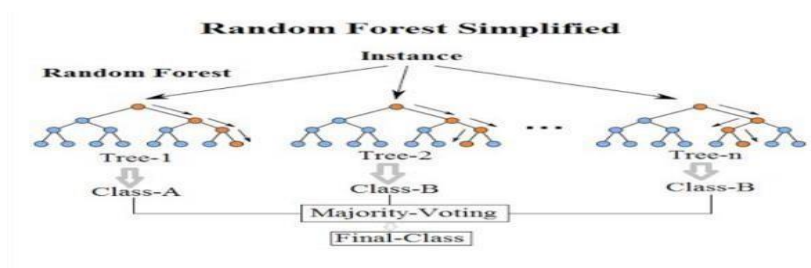 Random Forest Simplified
Instance
Random Forest
Tree-1 Tree-2 ... Tree-n
Class-A Class-B Class-B
Majority-Voting
Final-Class